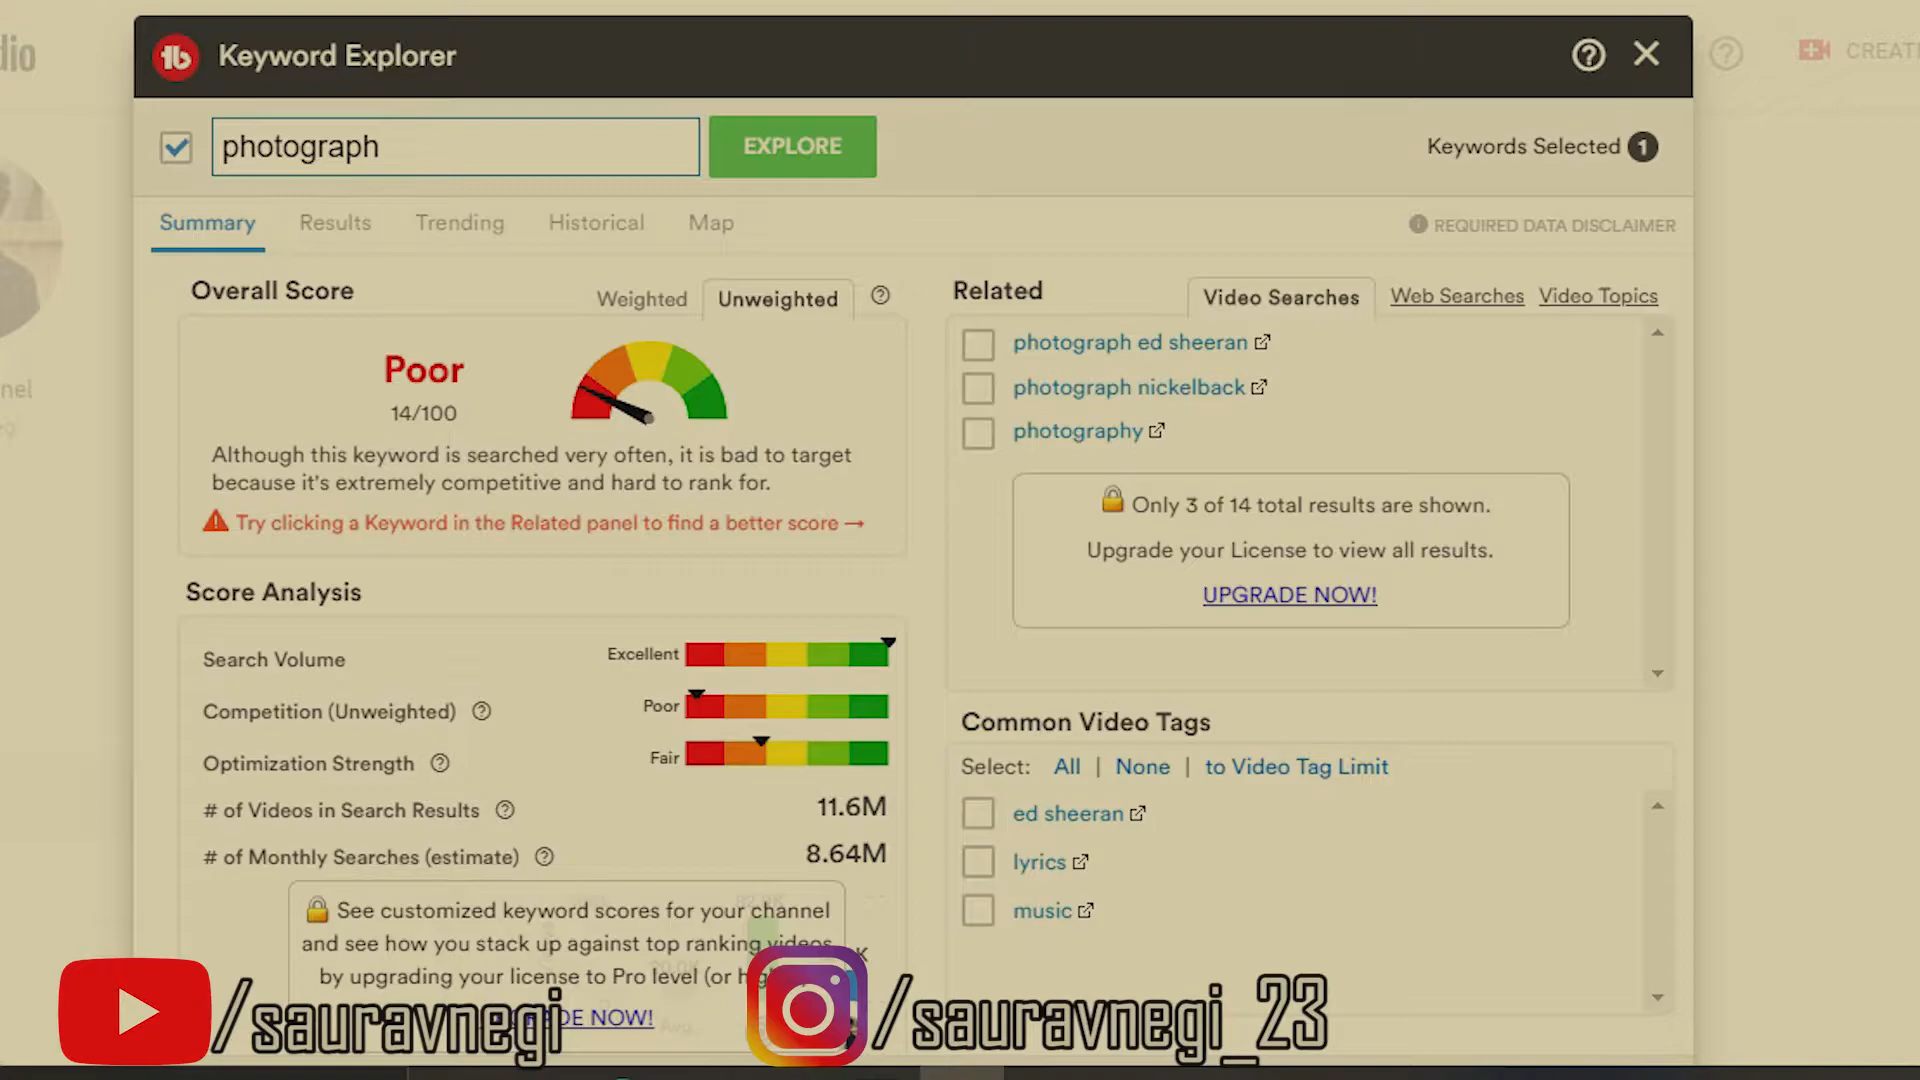 dio
Keyword Explorer
CREAT
photograph
EXPLORE
Keywords Selected 1
Summary
Results
Trending
Historical
Map
REQUIRED DATA DISCLAIMER
Overall Score
Weighted
Unweighted
Poor
14/100
Although this keyword is searched very often, it is bad to target
because it's extremely competitive and hard to rank for.
Try clicking a Keyword in the Related panel to find a better score →
Related
Video Searches
Web Searches
Video Topics
photograph ed sheeran
photograph nickelback
photography
Only 3 of 14 total results are shown.
Upgrade your License to view all results.
UPGRADE NOW!
nel
Score Analysis
Search Volume
Excellent
Competition (Unweighted)
Poor
Optimization Strength
Fair
# of Videos in Search Results
11.6M
# of Monthly Searches (estimate)
8.64M
See customized keyword scores for your channel
and see how you stack up against top ranking videos
by upgrading your license to Pro level (or hig
DE NOW!
Common Video Tags
Select: All | None | to Video Tag Limit
ed sheeran
lyrics
music
/sauravnegi
/sauravnegi_23